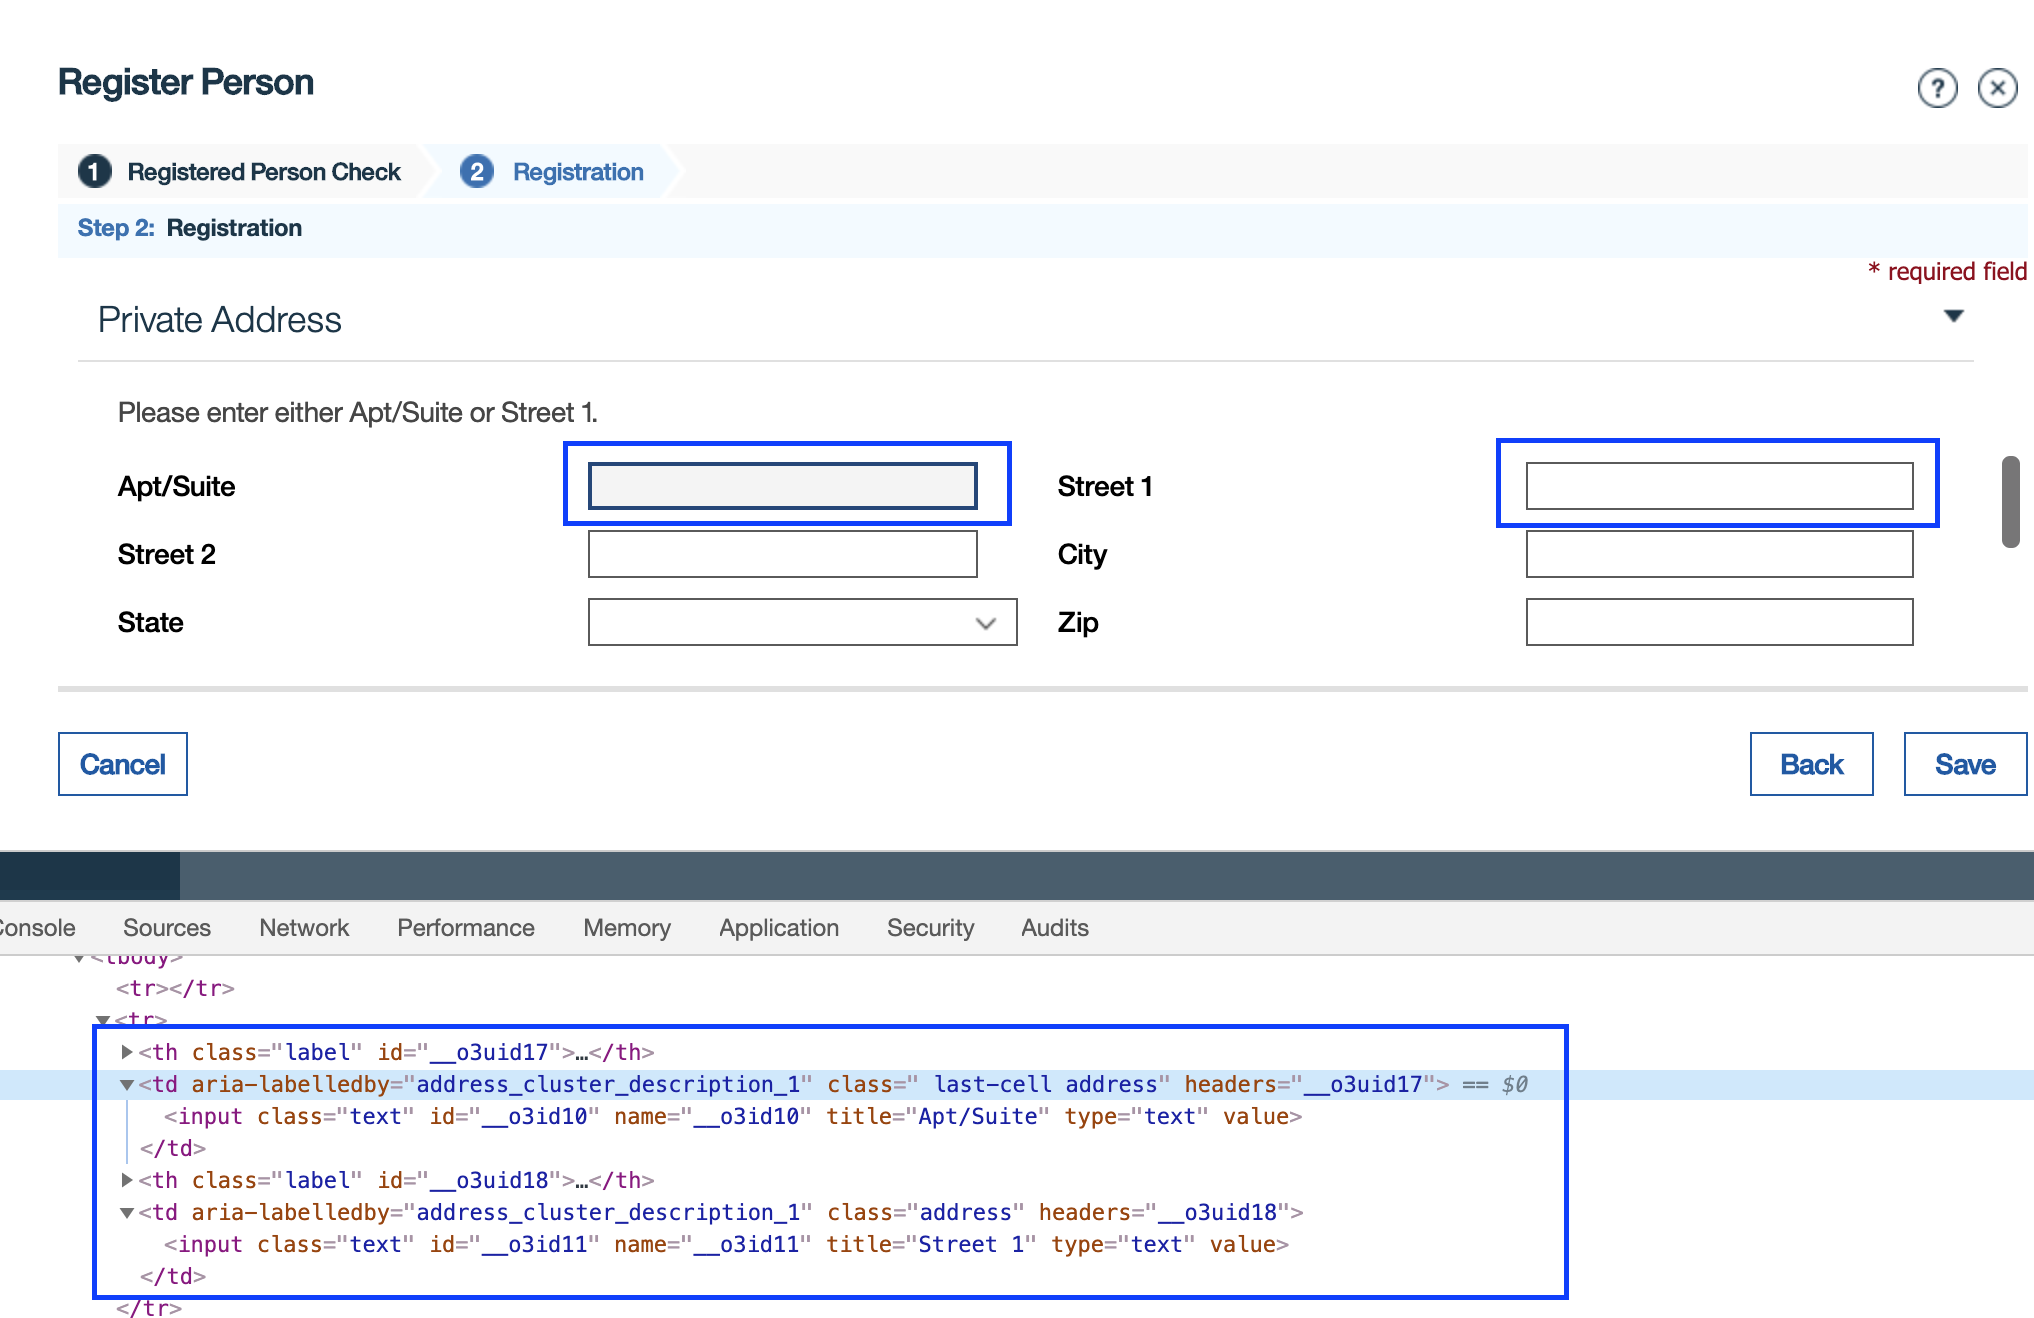 Register Person
?
1 Registered Person Check 2 Registration
Step 2: Registration
* required field
Private Address
Please enter either Apt/Suite or Street 1.
Apt/Suite Street 1
Street 2 City
State Zip
Cancel Back Save
Console Sources Network Performance Memory Application Security Audits
<tbody>
<tr></tr>
<tr>
<th class="label" id="__o3uid17">…</th>
<td aria-labelledby="address_cluster_description_1" class=" last-cell address" headers="__o3uid17"> == $0
<input class="text" id="__o3id10" name="__o3id10" title="Apt/Suite" type="text" value>
</td>
<th class="label" id="__o3uid18">…</th>
<td aria-labelledby="address_cluster_description_1" class="address" headers="__o3uid18">
<input class="text" id="__o3id11" name="__o3id11" title="Street 1" type="text" value>
</td>
</tr>